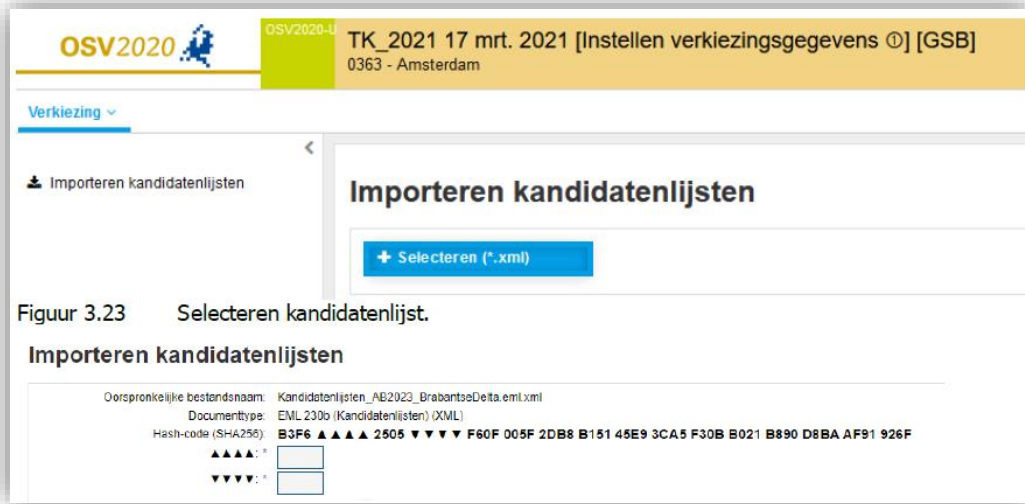 OSV2020
OSV2020-U
TK_2021 17 mrt. 2021 [Instellen verkiezingsgegevens ①] [GSB]
0363 - Amsterdam
Verkiezing
Importeren kandidatenlijsten
Importeren kandidatenlijsten
+ Selecteren (*.xml)
Figuur 3.23 Selecteren kandidatenlijst.
Importeren kandidatenlijsten
Oorspronkelijke bestandsnaam: Kandidatenlijsten_AB2023_BrabantseDelta.eml.xml
Documenttype: EML 230b (Kandidatenlijsten) (XML)
Hash-code (SHA256): B3F6 ▲ ▲ ▲ ▲ 2505 ▼ ▼ ▼ ▼ F60F 005F 2DB8 B151 45E9 3CA5 F30B B021 B890 D8BA AF91 926F
▲▲▲▲: *
▼▼▼▼: *